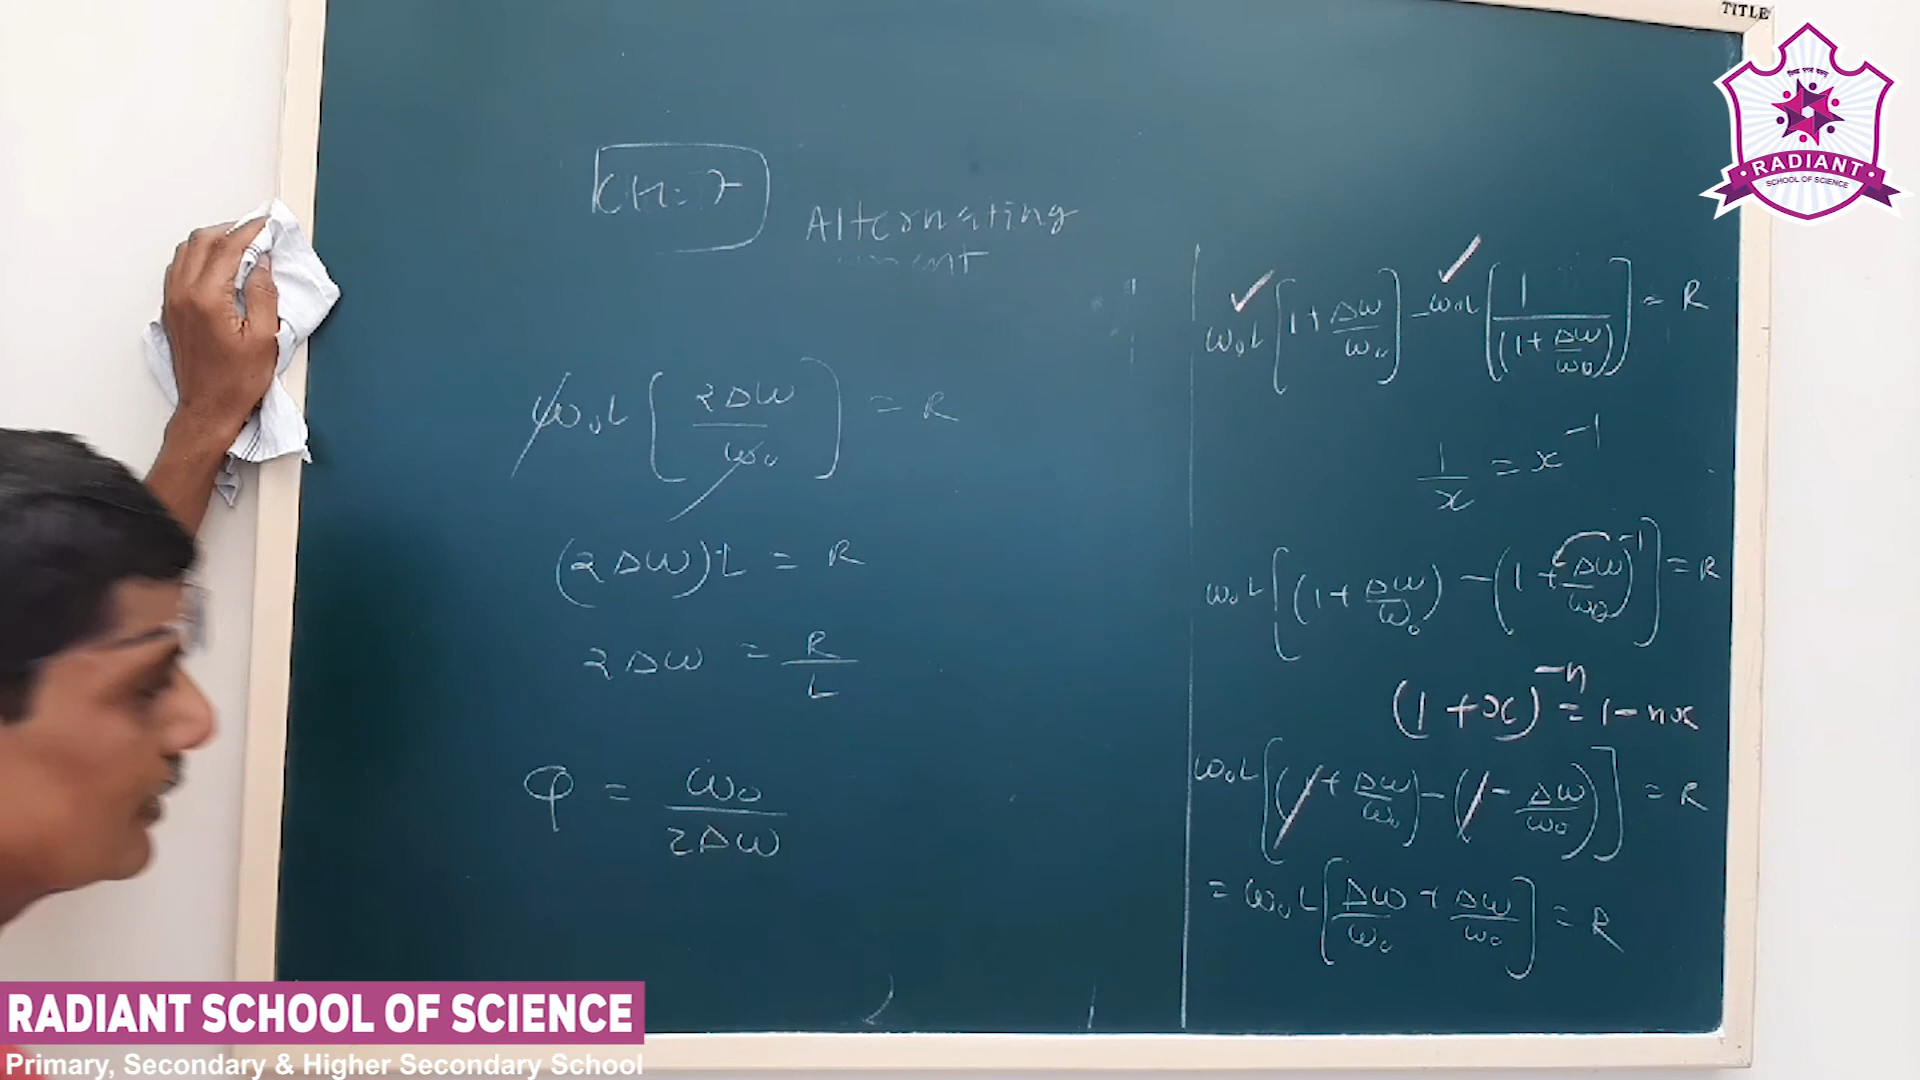 TITLE
RADIANT
SCHOOL OF SCIENCE
CH:7
Alternating
ω₀L [2Δω/ω₀] = R
(2Δω)L = R
2Δω = R/L
φ = ω₀/2Δω
ω₀L [1 + Δω/ω₀] - ω₀L [1/(1 + Δω/ω₀)] = R
1/x = x⁻¹
ω₀L [(1 + Δω/ω₀) - (1 + Δω/ω₀)⁻¹] = R
(1 + x)⁻ⁿ = 1 - nx
ω₀L [(1 + Δω/ω₀) - (1 - Δω/ω₀)] = R
= ω₀L [Δω/ω₀ + Δω/ω₀] = R
RADIANT SCHOOL OF SCIENCE
Primary, Secondary & Higher Secondary School